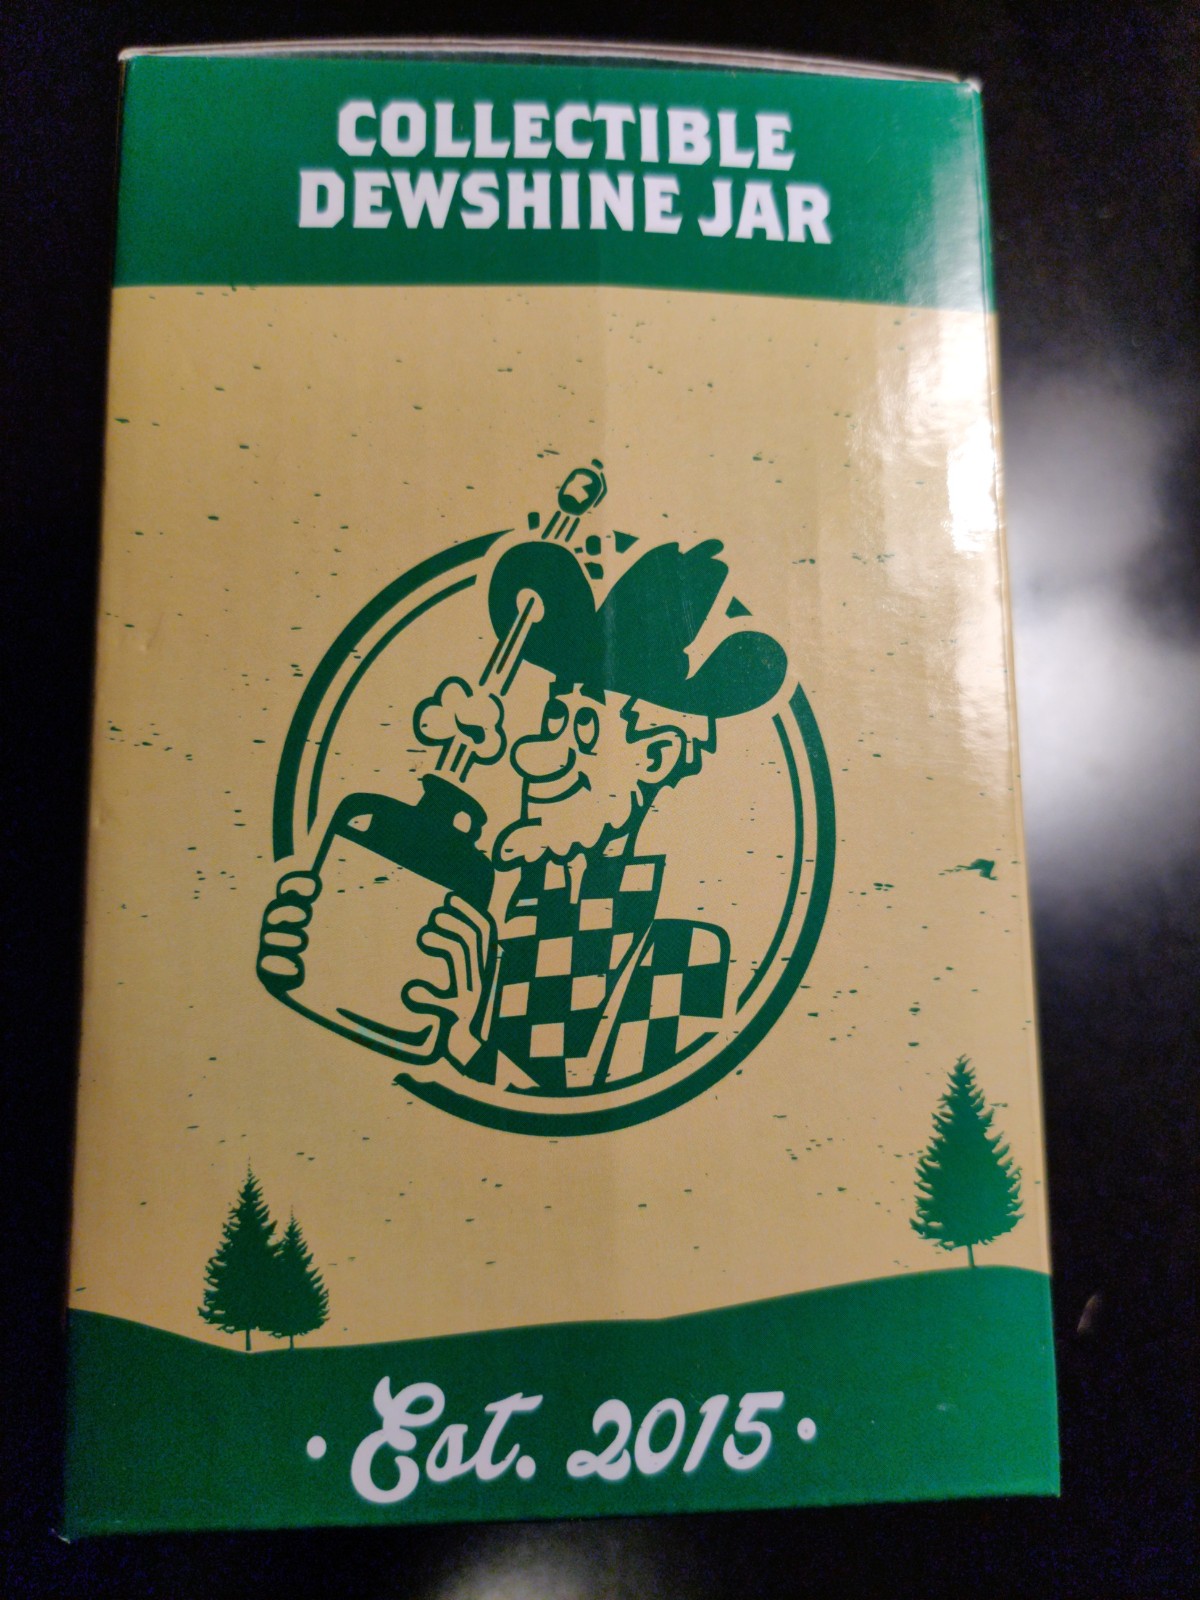 COLLECTIBLE
DEWSHINE JAR
• Est. 2015 •